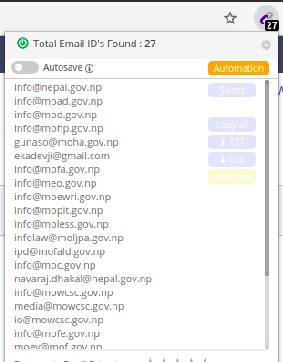 27
Total Email ID's Found : 27
Autosave
Automation
info@nepal.gov.np
Select
info@moad.gov.np
info@mod.gov.np
info@mohp.gov.np
Copy all
gunaso@moha.gov.np
⬇ TXT
ekadevji@gmail.com
⬇ CSV
info@mofa.gov.np
info@moe.gov.np
info@moewri.gov.np
info@mopit.gov.np
info@moless.gov.np
infolaw@moljpa.gov.np
ipd@mofald.gov.np
info@moc.gov.np
navaraj.dhakal@nepal.gov.np
info@mowcsc.gov.np
media@mowcsc.gov.np
io@mowcsc.gov.np
info@mofe.gov.np
moev@mof.gov.np